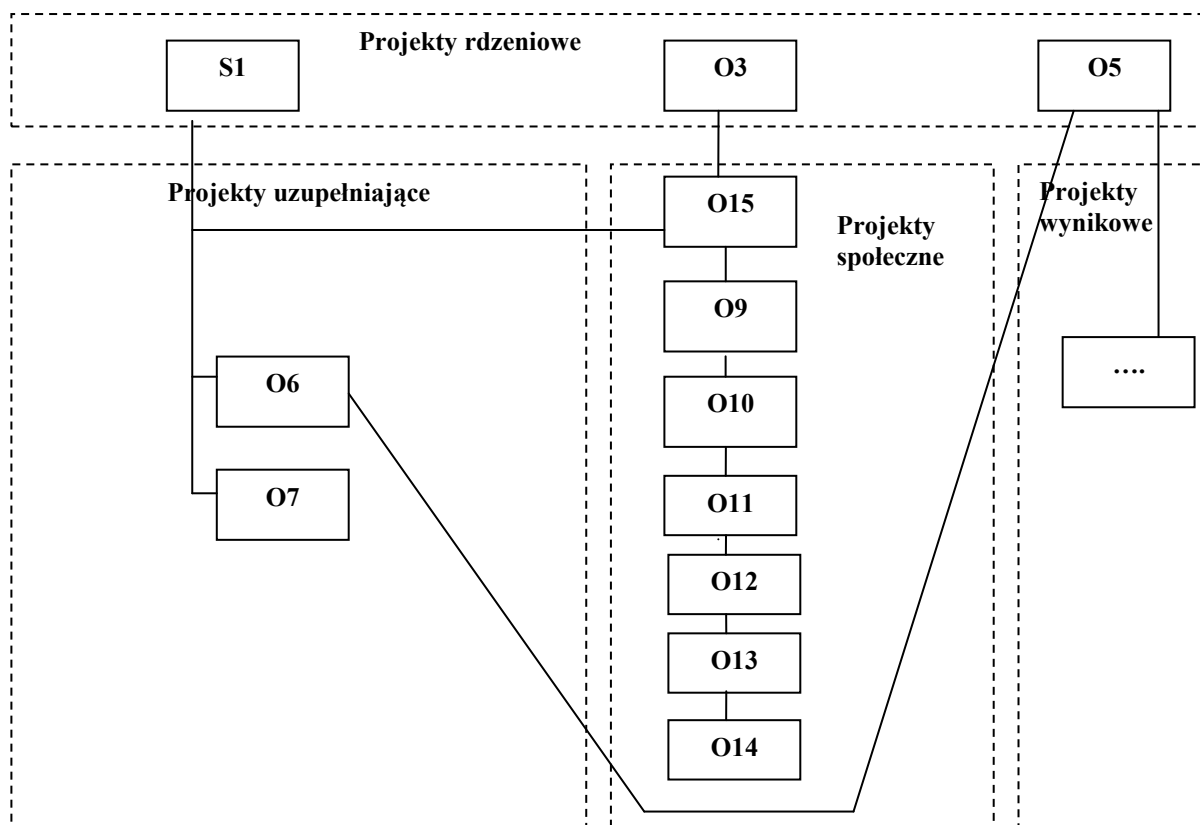 Projekty rdzeniowe
S1
O3
O5
Projekty uzupełniające
O15
Projekty
społeczne
Projekty
wynikowe
O9
O6
O10
....
O7
O11
O12
O13
O14